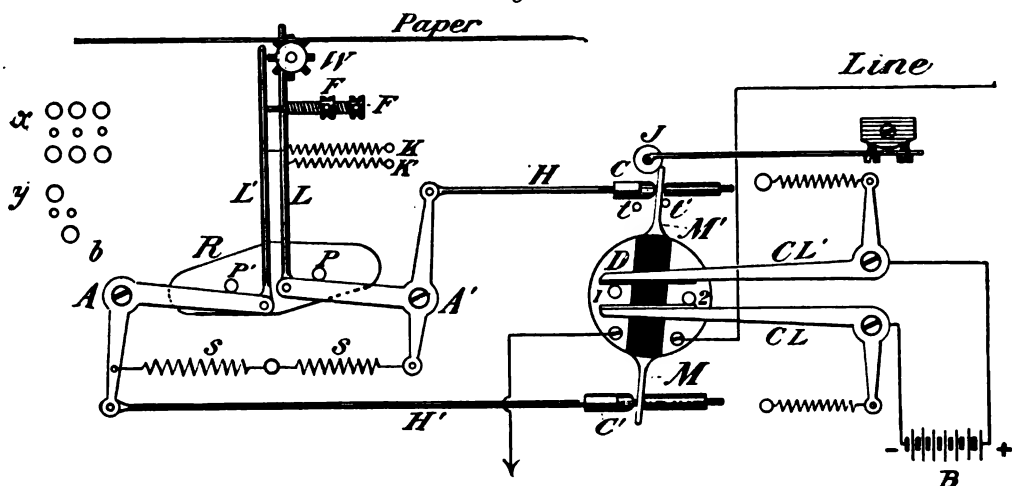 Paper
W
F
F
Line
x
J
K
K'
C
H
t
t'
y
L'
L
M'
b
R
P
P'
D
CL'
A
A'
1
2
S
S
CL
M
H'
C'
- +
B